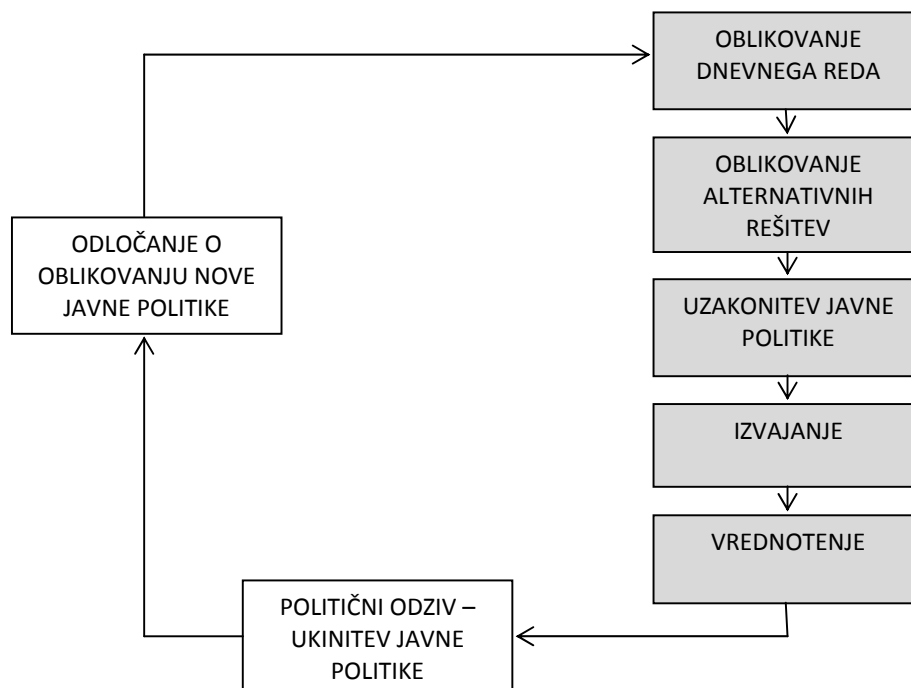 OBLIKOVANJE
DNEVNEGA REDA
OBLIKOVANJE
ALTERNATIVNIH
REŠITEV
UZAKONITEV JAVNE
POLITIKE
IZVAJANJE
VREDNOTENJE
POLITIČNI ODZIV –
UKINITEV JAVNE
POLITIKE
ODLOČANJE O
OBLIKOVANJU NOVE
JAVNE POLITIKE